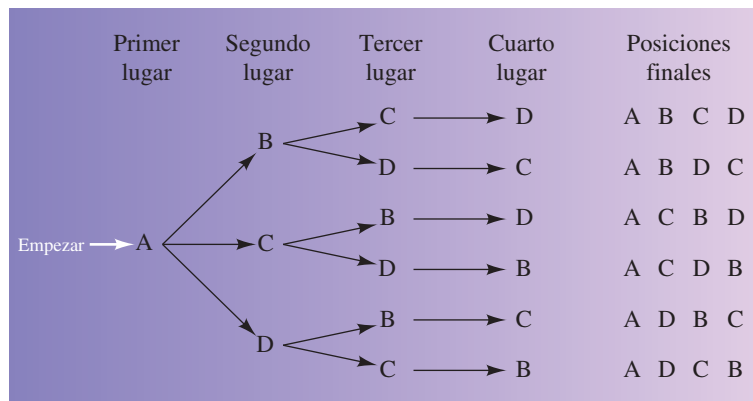 Primer lugar
Segundo lugar
Tercer lugar
Cuarto lugar
Posiciones finales
C D A B C D
B
D C A B D C
B D A C B D
Empezar A C
D B A C D B
B C A D B C
D
C B A D C B